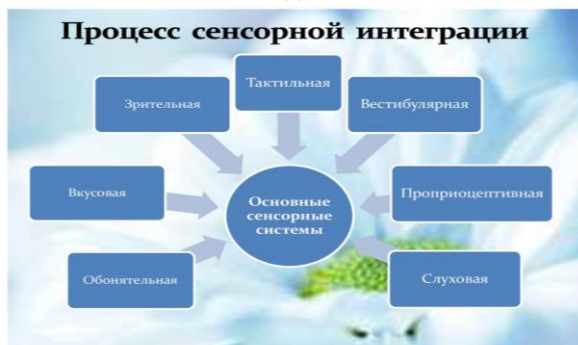 Процесс сенсорной интеграции
Тактильная
Зрительная
Вестибулярная
Вкусовая
Основные
сенсорные
системы
Проприоцептивная
Обонятельная
Слуховая